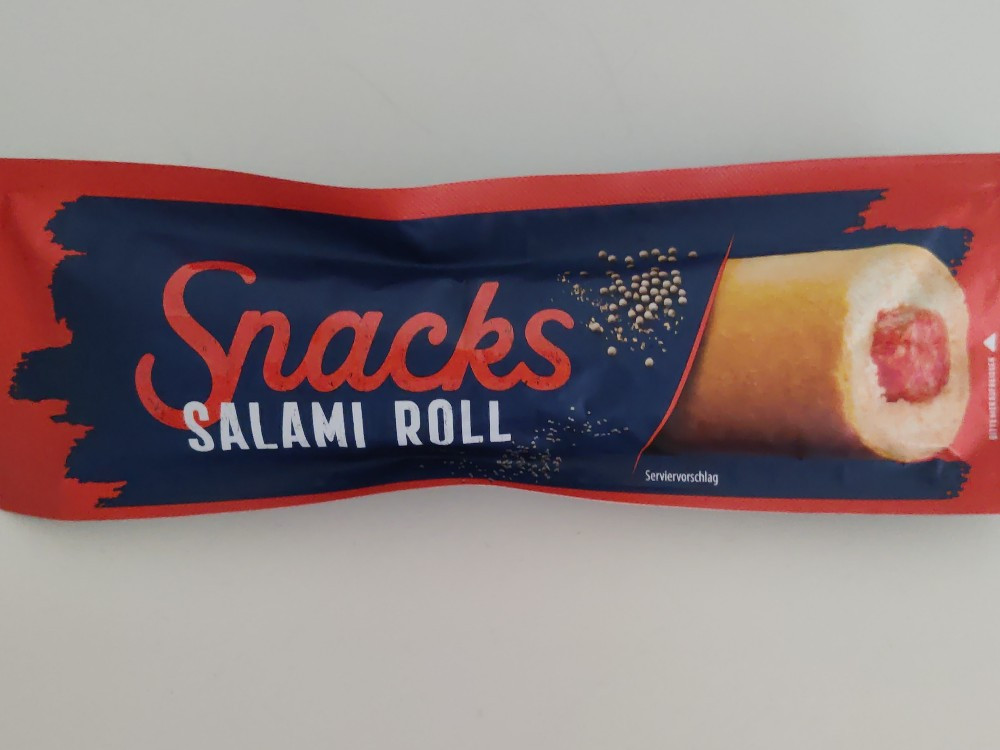 Snacks
SALAMI ROLL
Serviervorschlag